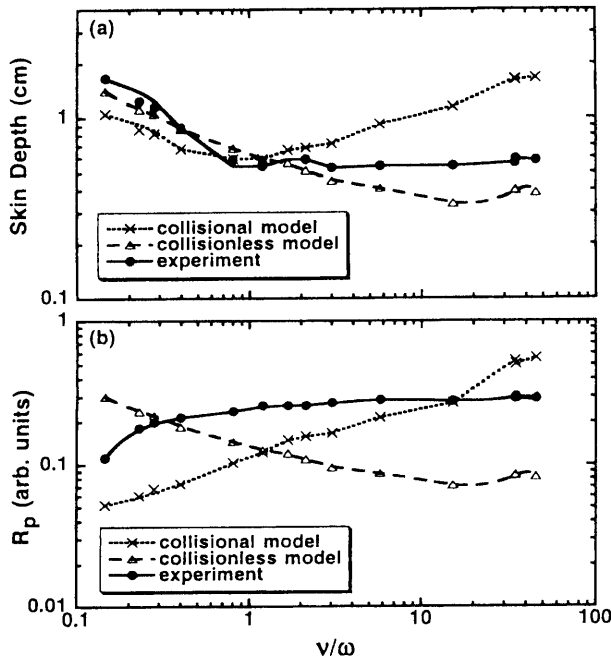 (a)
Skin Depth (cm)
1
0.1
collisional model
collisionless model
experiment
(b)
R_p (arb. units)
1
0.1
0.01
collisional model
collisionless model
experiment
0.1
1
10
100
ν/ω